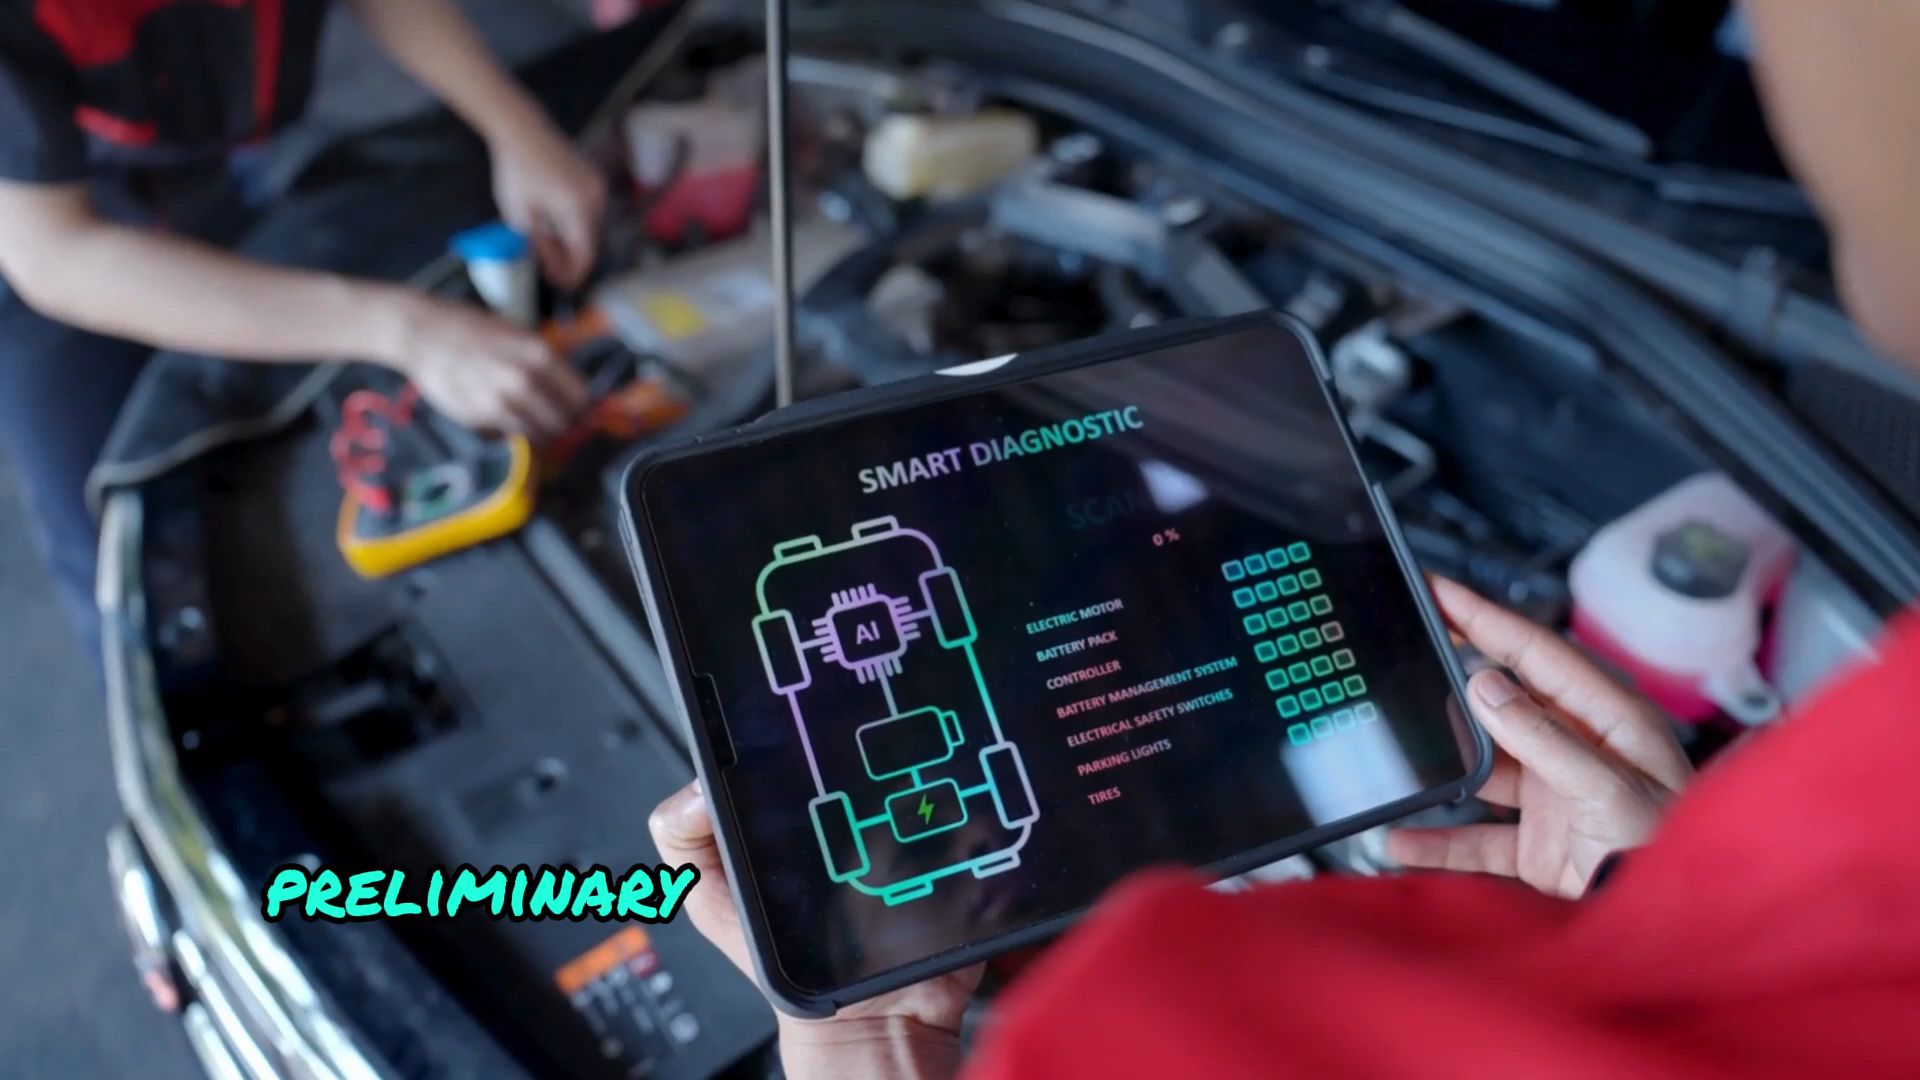 SMART DIAGNOSTIC
SCAN
0 %
AI
ELECTRIC MOTOR
BATTERY PACK
CONTROLLER
BATTERY MANAGEMENT SYSTEM
ELECTRICAL SAFETY SWITCHES
PARKING LIGHTS
TIRES
PRELIMINARY